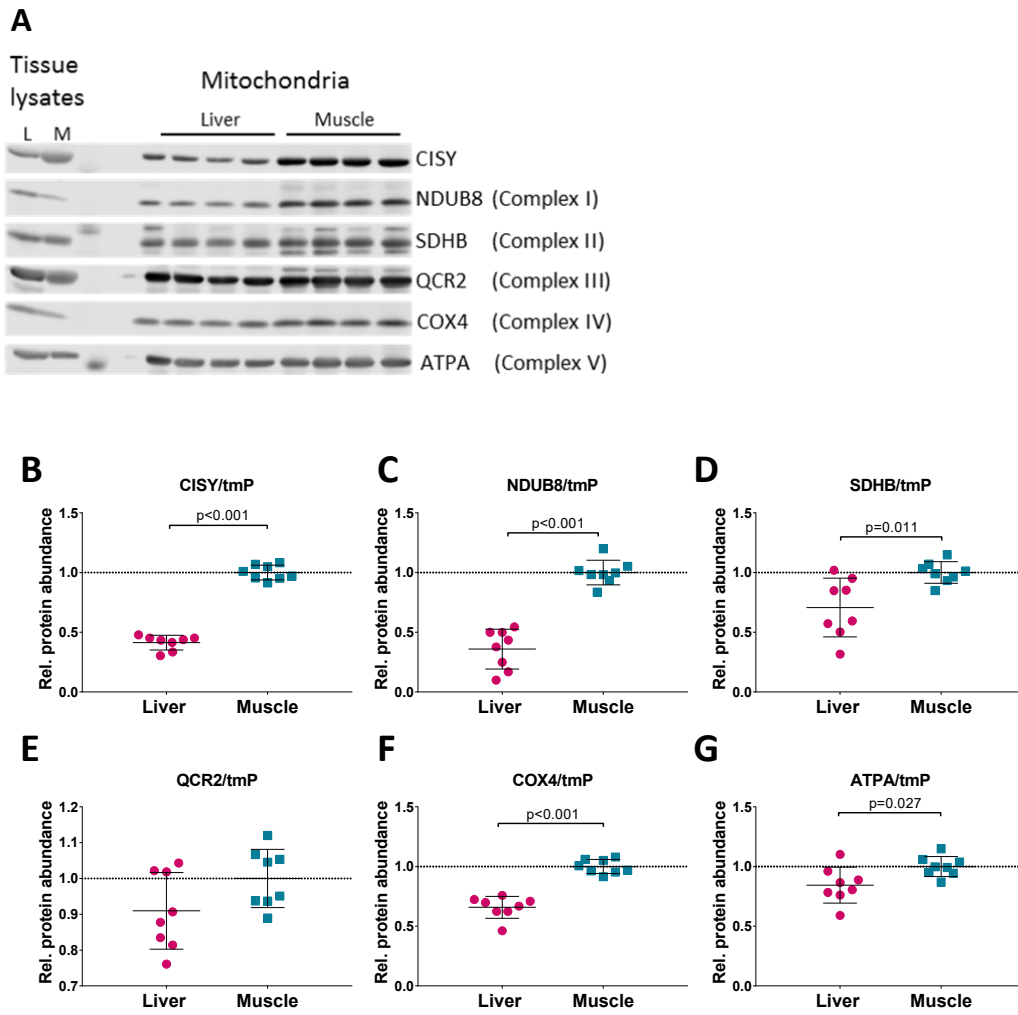 A
Tissue
lysates
Mitochondria
Liver Muscle
L M
CISY
NDUB8 (Complex I)
SDHB (Complex II)
QCR2 (Complex III)
COX4 (Complex IV)
ATPA (Complex V)
B
CISY/tmP
Rel. protein abundance
1.5
1.0
0.5
0.0
p<0.001
Liver Muscle
C
NDUB8/tmP
Rel. protein abundance
1.5
1.0
0.5
0.0
p<0.001
Liver Muscle
D
SDHB/tmP
Rel. protein abundance
1.5
1.0
0.5
0.0
p=0.011
Liver Muscle
E
QCR2/tmP
Rel. protein abundance
1.2
1.1
1.0
0.9
0.8
0.7
Liver Muscle
F
COX4/tmP
Rel. protein abundance
1.5
1.0
0.5
0.0
p<0.001
Liver Muscle
G
ATPA/tmP
Rel. protein abundance
1.5
1.0
0.5
0.0
p=0.027
Liver Muscle